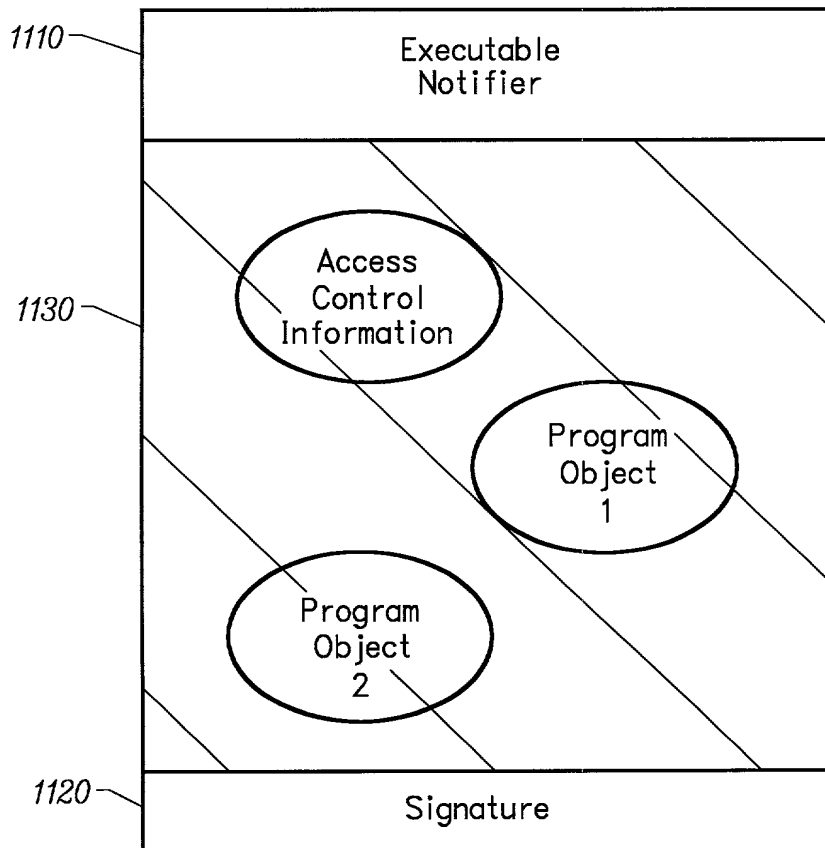 1110
Executable
Notifier
1130
Access
Control
Information
Program
Object
1
Program
Object
2
1120
Signature